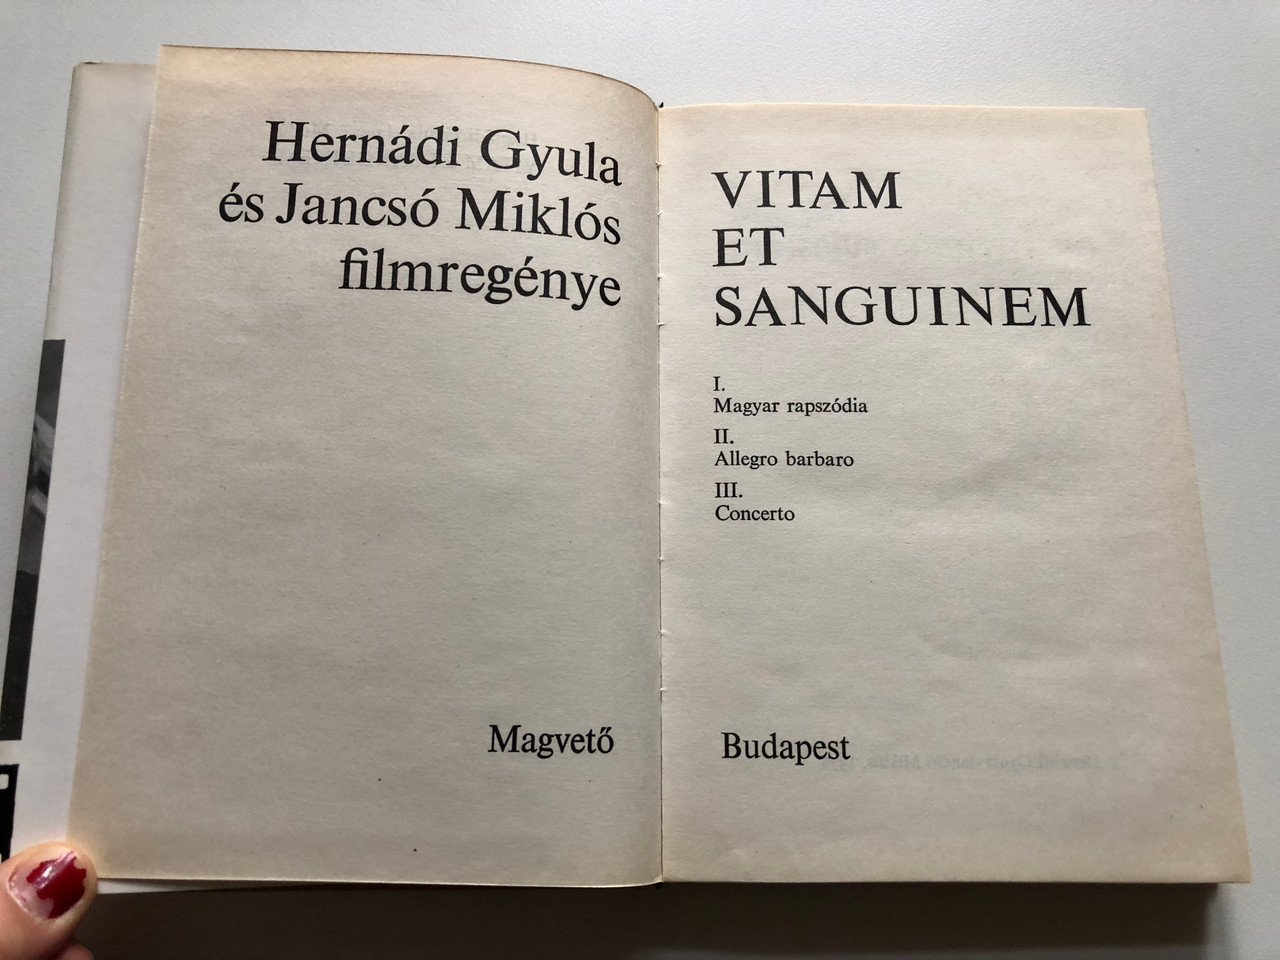 Hernádi Gyula
és Jancsó Miklós
filmregénye
Magvető
VITAM
ET
SANGUINEM
I.
Magyar rapszódia
II.
Allegro barbaro
III.
Concerto
Budapest